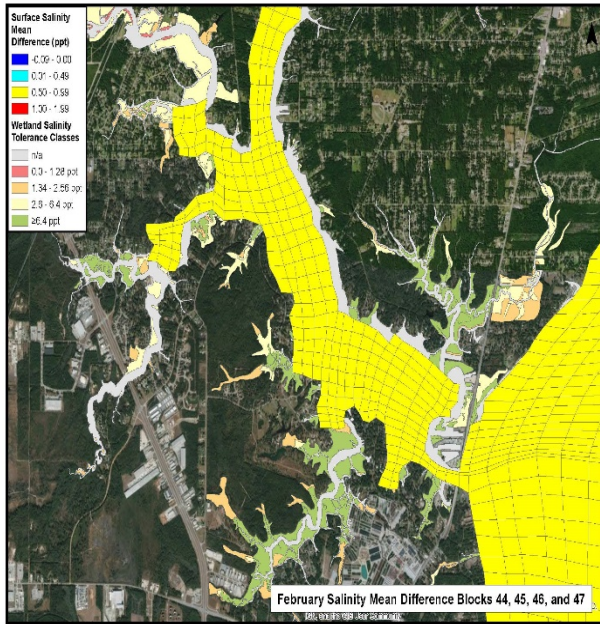 Surface Salinity
Mean
Difference (ppt)
-0.09 - 0.00
0.01 - 0.49
0.50 - 0.99
1.00 - 1.99
Wetland Salinity
Tolerance Classes
n/a
0.3 - 1.28 ppt
1.34 - 2.56 ppt
2.6 - 6.4 ppt
≥6.4 ppt
February Salinity Mean Difference Blocks 44, 45, 46, and 47